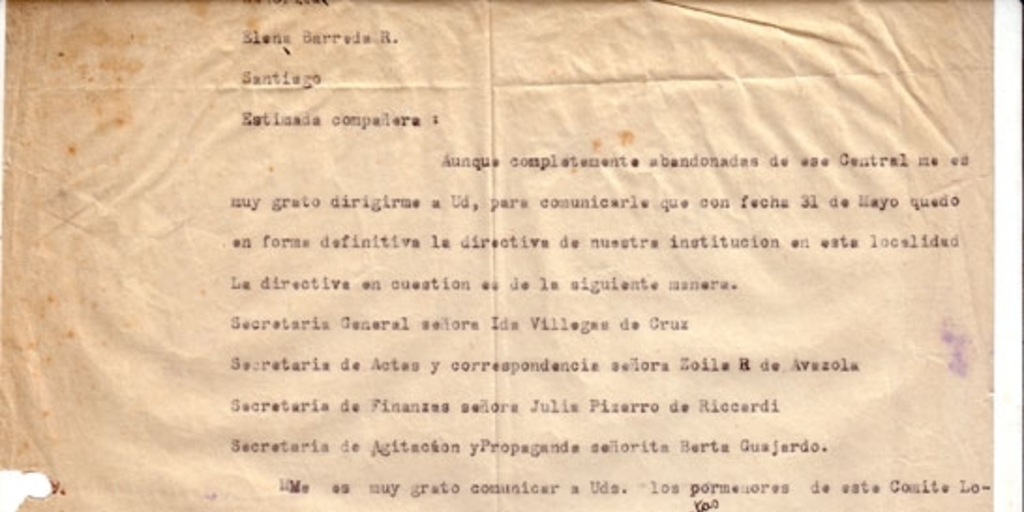 Elena Barreda R.
Santiago
Estimada compañera :
Aunque completamente abandonadas de ese Central me es
muy grato dirigirme a Ud, para comunicarle que con fecha 31 de Mayo quedo
en forma definitiva la directiva de nuestra institucion en esta localidad
La directiva en cuestion es de la siguiente manera.
Secretaria General señora Ida Villegas de Cruz
Secretaria de Actas y correspondencia señora Zoila R de Avazola
Secretaria de Finanzas señora Julia Pizarro de Riccardi
Secretaria de Agitacion yPropaganda señorita Berta Guajardo.
MMe es muy grato comunicar a Uds. los pormenores de este Comite Lo-